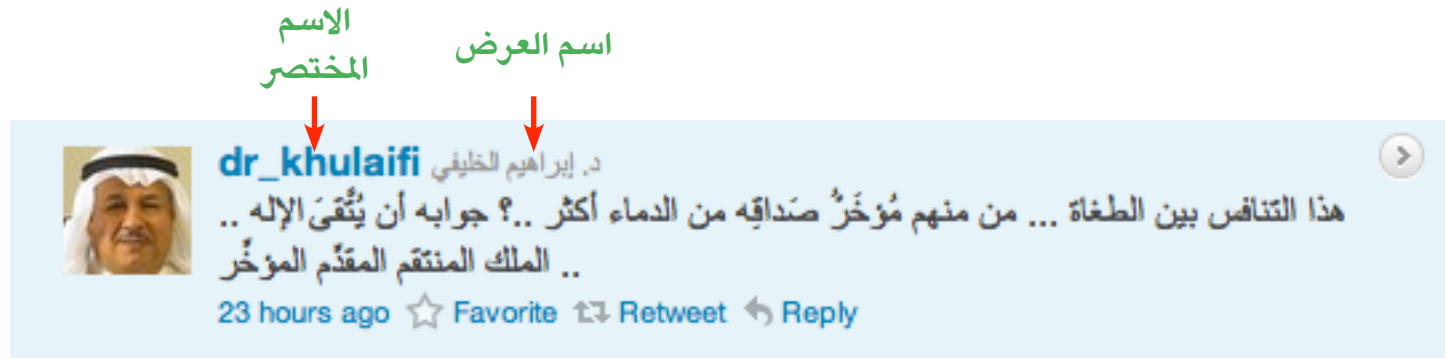 الاسم
المختصر
اسم العرض
dr_khulaifi د. إبراهيم الخليفي
هذا التنافس بين الطغاة ... من منهم مُؤخَرُ صَداقِه من الدماء أكثر ..؟ جوابه أن يُتَّقىَ الإله ..
الملك المنتقم المقدِّم المؤخِّر ..
23 hours ago Favorite Retweet Reply